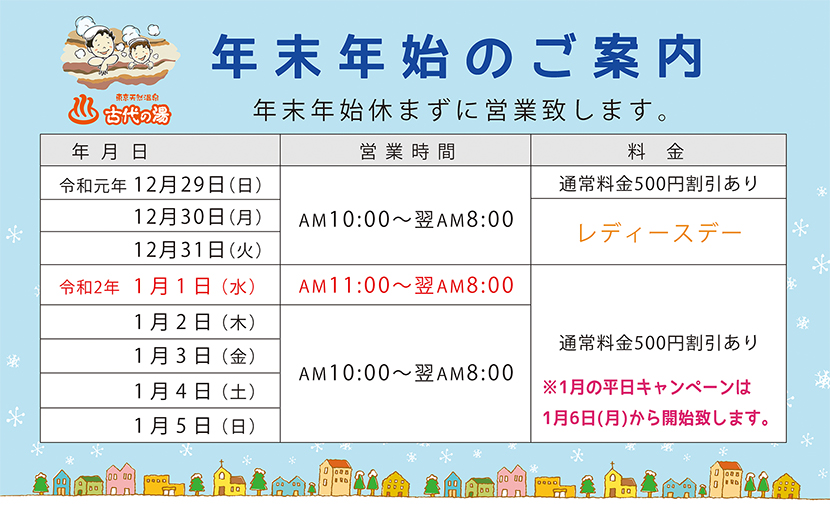 年末年始のご案内
東京天然温泉
古代の湯
年末年始休まずに営業致します。
年月日 営業時間 料金
令和元年 12月29日(日) 通常料金500円割引あり
12月30日(月) AM10:00～翌AM8:00
レディースデー
12月31日(火)
令和2年 1月1日(水) AM11:00～翌AM8:00
1月2日(木)
1月3日(金) 通常料金500円割引あり
AM10:00～翌AM8:00
1月4日(土) ※1月の平日キャンペーンは
1月5日(日) 1月6日(月)から開始致します。